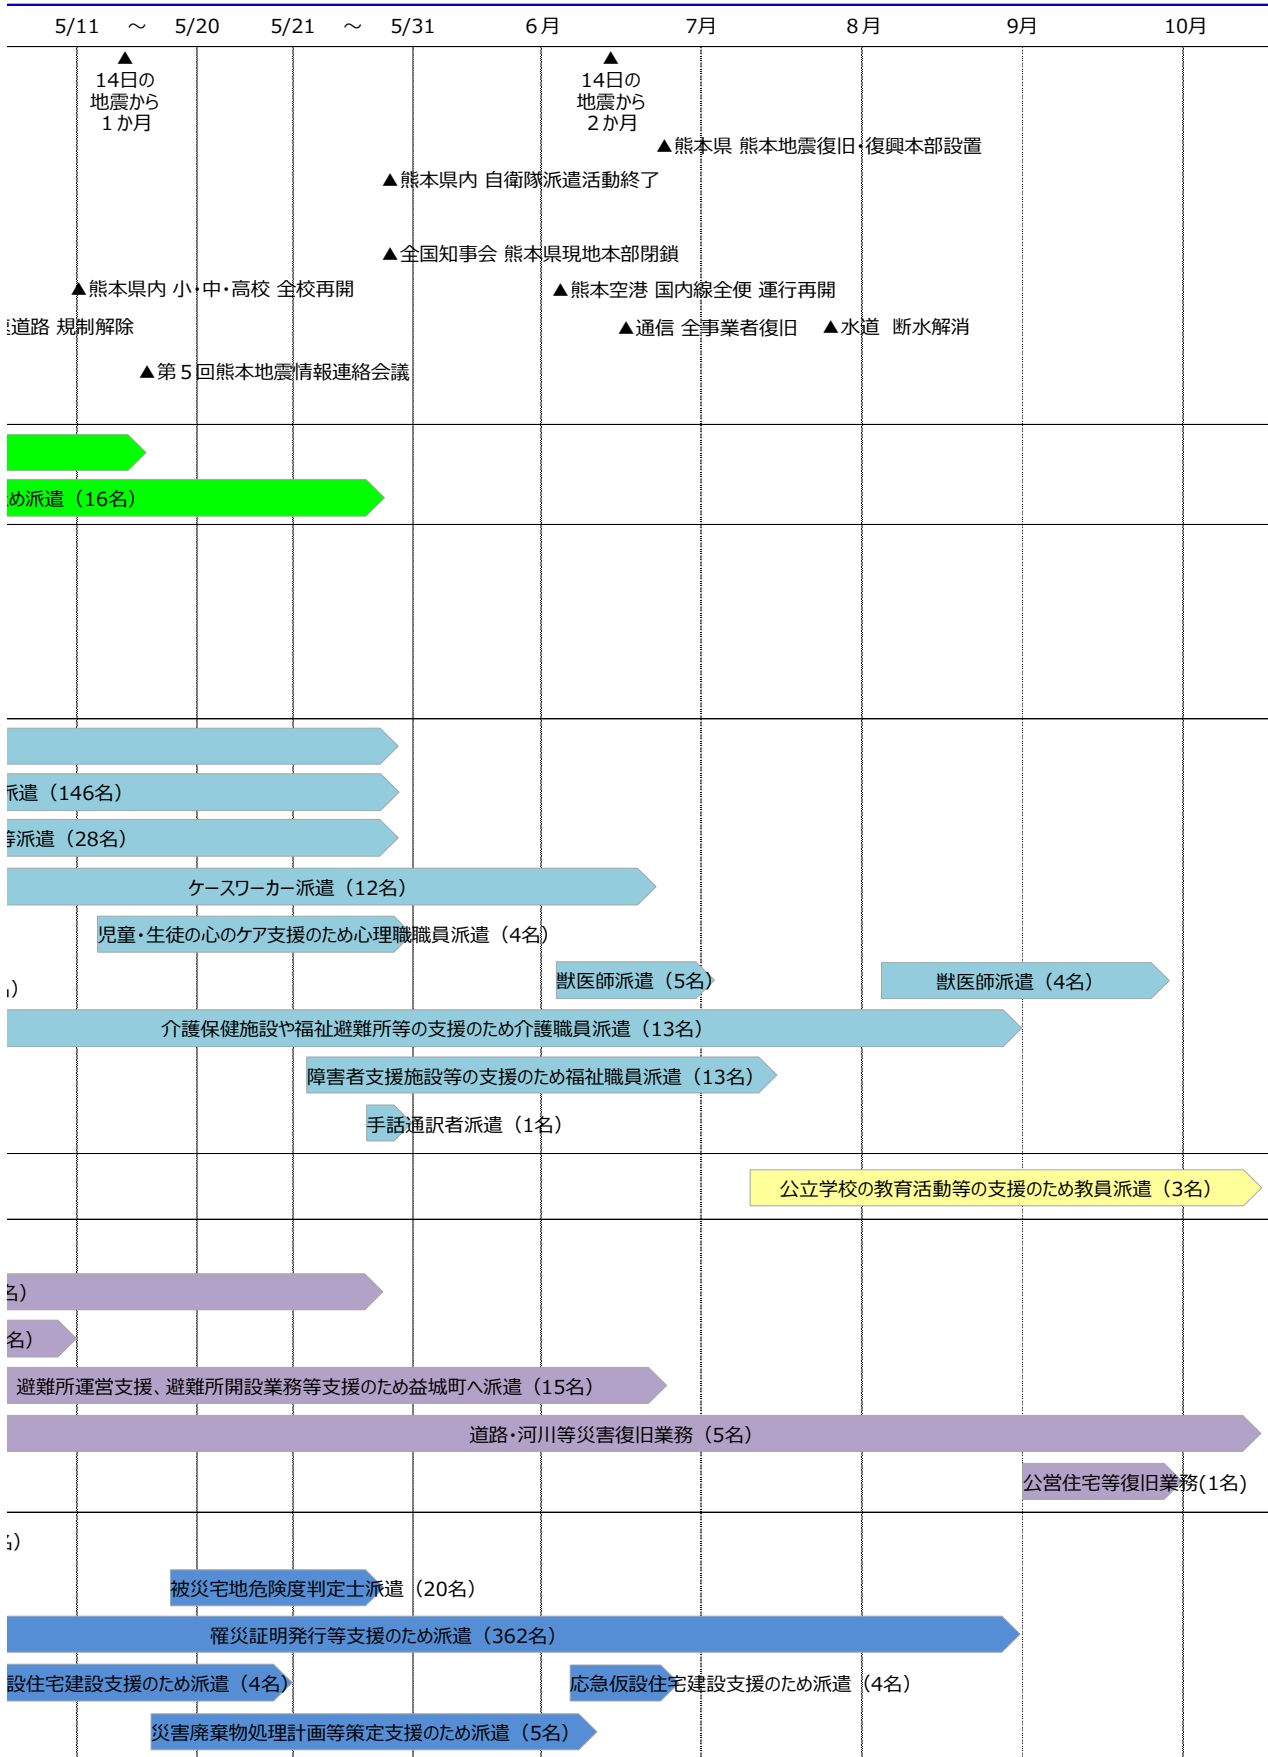 5/11 ～ 5/20 5/21 ～ 5/31 6月 7月 8月 9月 10月
▲ ▲
14日の 14日の
地震から 地震から
１か月 ２か月
▲熊本県 熊本地震復旧・復興本部設置
▲熊本県内 自衛隊派遣活動終了
▲全国知事会 熊本県現地本部閉鎖
▲熊本県内 小・中・高校 全校再開 ▲熊本空港 国内線全便 運行再開
道路 規制解除 ▲通信 全事業者復旧 ▲水道 断水解消
▲第５回熊本地震情報連絡会議
め派遣（16名）
派遣（146名）
等派遣（28名）
ケースワーカー派遣（12名）
児童・生徒の心のケア支援のため心理職職員派遣（4名）
獣医師派遣（5名） 獣医師派遣（4名）
）
介護保健施設や福祉避難所等の支援のため介護職員派遣（13名）
障害者支援施設等の支援のため福祉職員派遣（13名）
手話通訳者派遣（1名）
公立学校の教育活動等の支援のため教員派遣（3名）
名）
名）
避難所運営支援、避難所開設業務等支援のため益城町へ派遣（15名）
道路・河川等災害復旧業務（5名）
公営住宅等復旧業務(1名)
）
被災宅地危険度判定士派遣（20名）
罹災証明発行等支援のため派遣（362名）
設住宅建設支援のため派遣（4名） 応急仮設住宅建設支援のため派遣（4名）
災害廃棄物処理計画等策定支援のため派遣（5名）